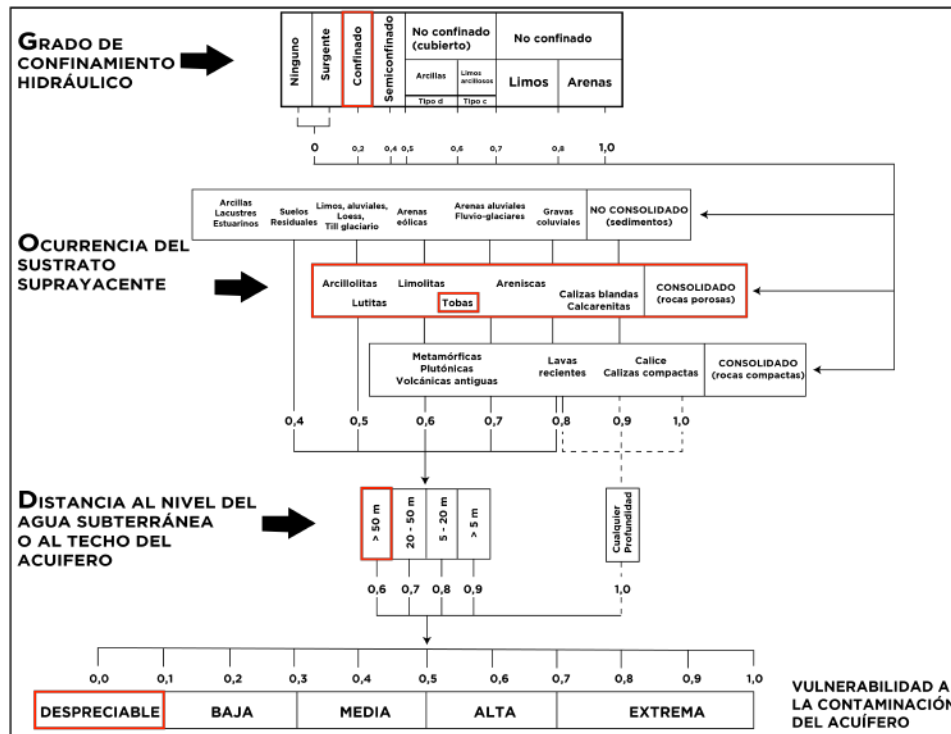 GRADO DE
CONFINAMIENTO
HIDRÁULICO
Ninguno
Surgente
Confinado
Semiconfinado
No confinado
(cubierto)
No confinado
Arcillas
Limos
arcillosos
Limos
Arenas
Tipo d
Tipo c
0
0,2
0,4
0,5
0,6
0,7
0,8
1,0
OCURRENCIA DEL
SUSTRATO
SUPRAYACENTE
Arcillas
Lacustres
Estuarinos
Suelos
Residuales
Limos, aluviales,
Loess,
Till glaciario
Arenas
eólicas
Arenas aluviales
Fluvio-glaciares
Gravas
coluviales
NO CONSOLIDADO
(sedimentos)
Arcillolitas
Limolitas
Areniscas
Lutitas
Tobas
Calizas blandas
Calcarenitas
CONSOLIDADO
(rocas porosas)
Metamórficas
Plutónicas
Volcánicas antiguas
Lavas
recientes
Calice
Calizas compactas
CONSOLIDADO
(rocas compactas)
0,4
0,5
0,6
0,7
0,8
0,9
1,0
DISTANCIA AL NIVEL DEL
AGUA SUBTERRÁNEA
O AL TECHO DEL
ACUIFERO
> 50 m
20 - 50 m
5 - 20 m
> 5 m
Cualquier
Profundidad
0,6
0,7
0,8
0,9
1,0
0,0
0,1
0,2
0,3
0,4
0,5
0,6
0,7
0,8
0,9
1,0
DESPRECIABLE
BAJA
MEDIA
ALTA
EXTREMA
VULNERABILIDAD A
LA CONTAMINACIÓN
DEL ACUÍFERO